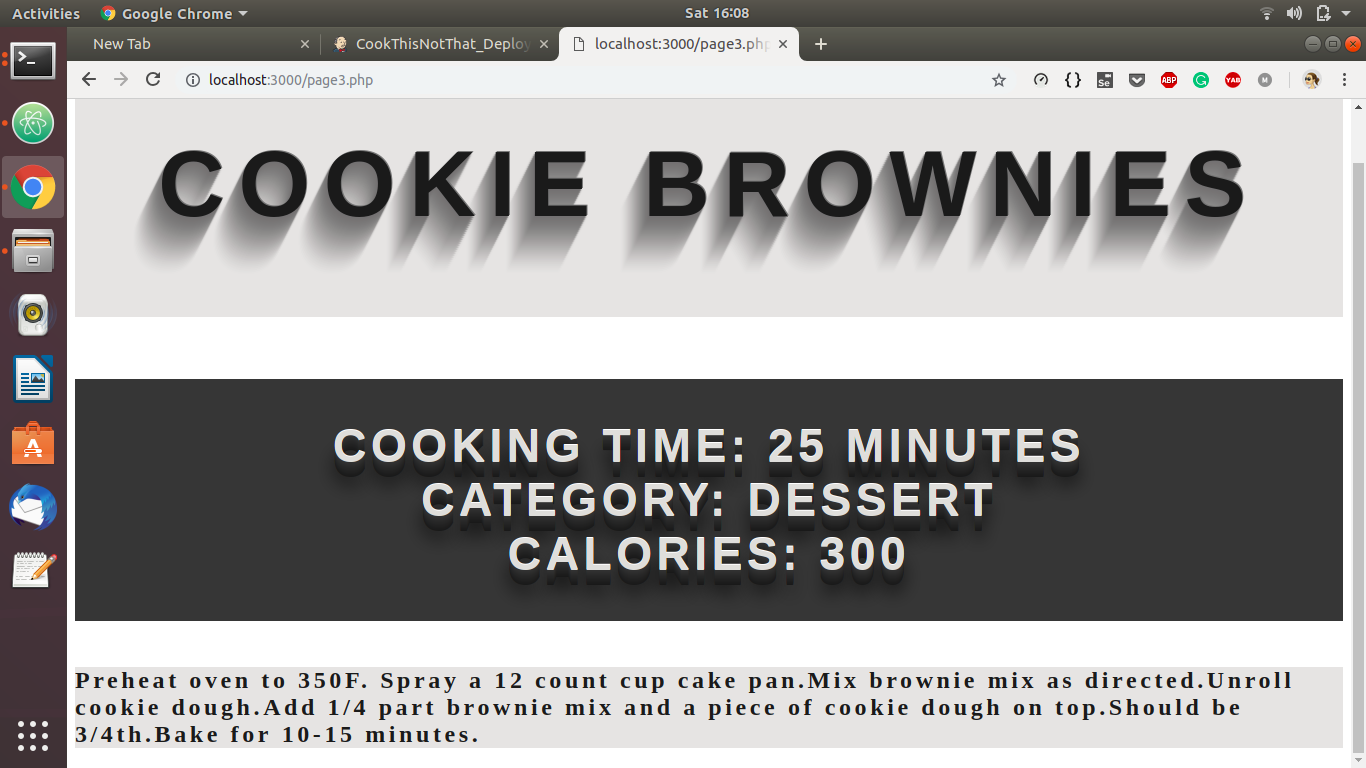 Activities Google Chrome Sat 16:08
New Tab CookThisNotThat_Deploy localhost:3000/page3.php
localhost:3000/page3.php
{} Se ABP YAB M
COOKIE BROWNIES
COOKING TIME: 25 MINUTES
CATEGORY: DESSERT
CALORIES: 300
Preheat oven to 350F. Spray a 12 count cup cake pan.Mix brownie mix as directed.Unroll
cookie dough.Add 1/4 part brownie mix and a piece of cookie dough on top.Should be
3/4th.Bake for 10-15 minutes.